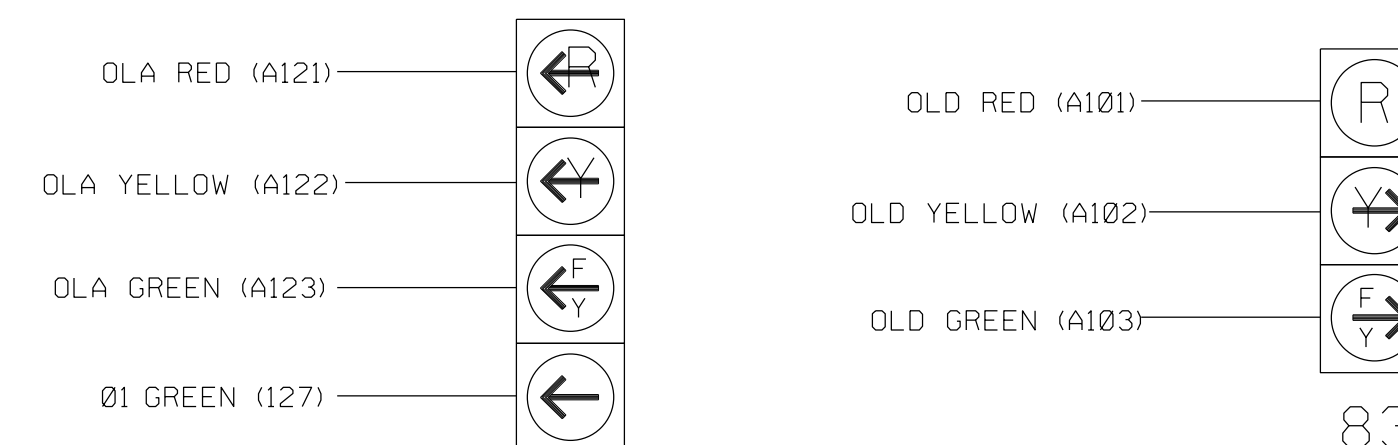 OLA RED (A121)
R
OLA YELLOW (A122)
Y
OLA GREEN (A123)
F
Y
Ø1 GREEN (127)
OLD RED (A1Ø1)
R
OLD YELLOW (A1Ø2)
Y
OLD GREEN (A1Ø3)
F
Y
83